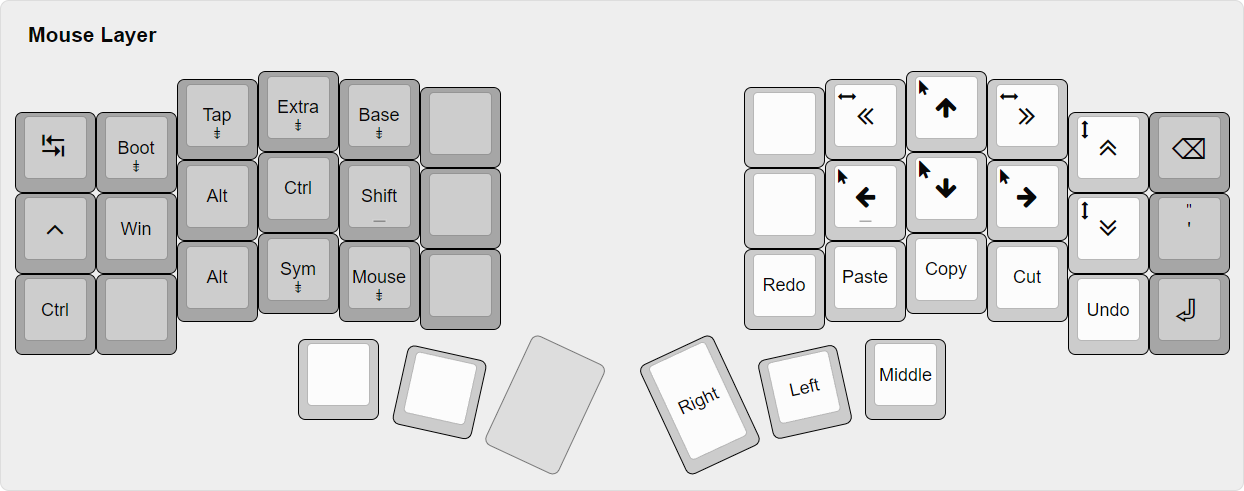 Mouse Layer
↹ Boot ⇟ Tap ⇟ Extra ⇟ Base ⇟
^ Win Alt Ctrl Shift _
Ctrl Alt Sym ⇟ Mouse ⇟
↔ « ↑ ↔ » ↕ ︽ ⌫
← _ ↓ → ↕ ︾ " '
Redo Paste Copy Cut Undo ⏎
Right Left Middle